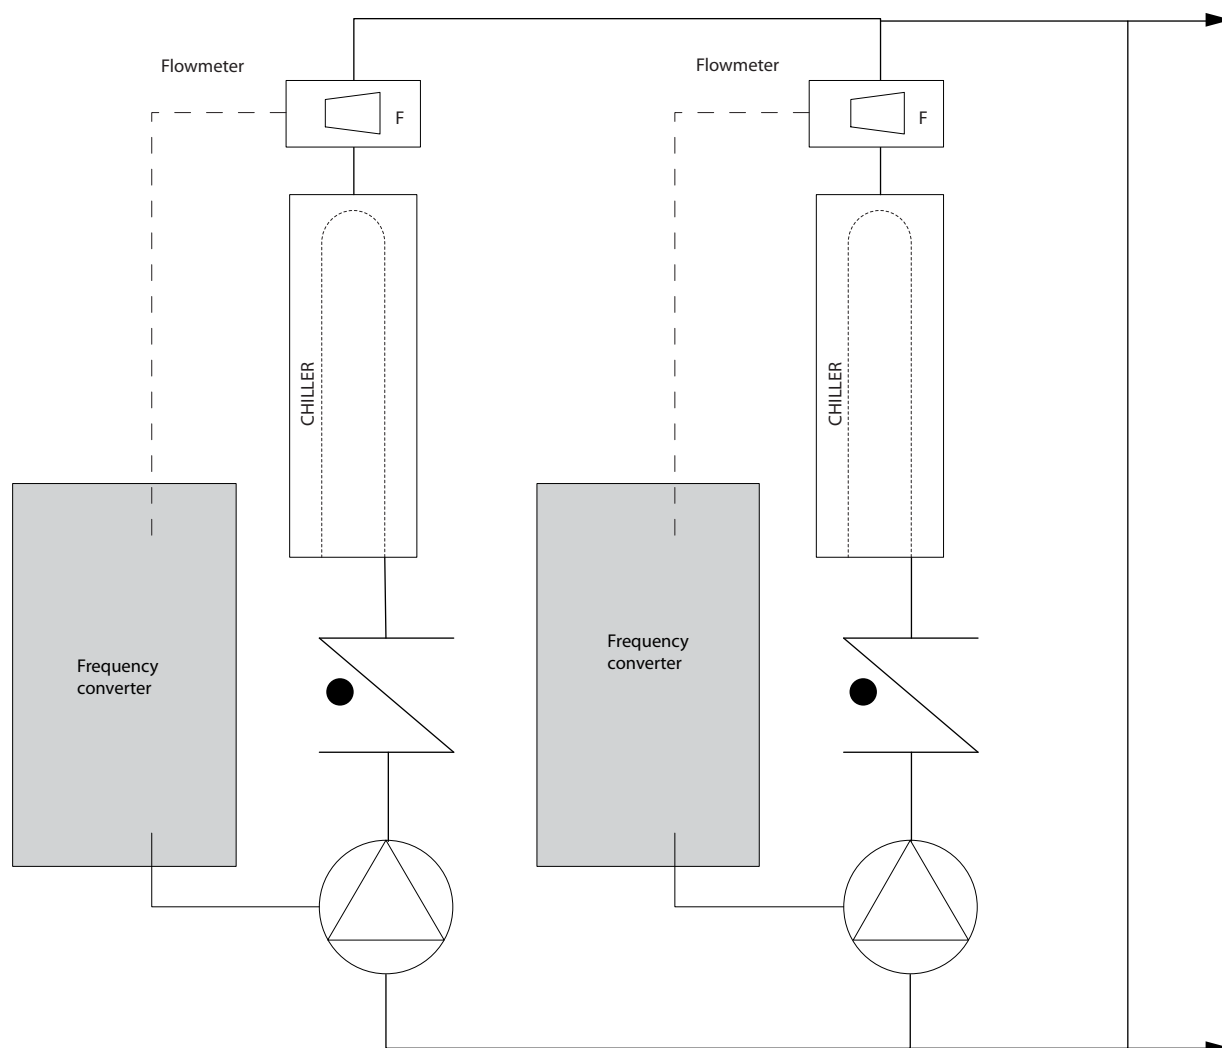 Flowmeter
Flowmeter
F
F
CHILLER
CHILLER
Frequency
converter
Frequency
converter